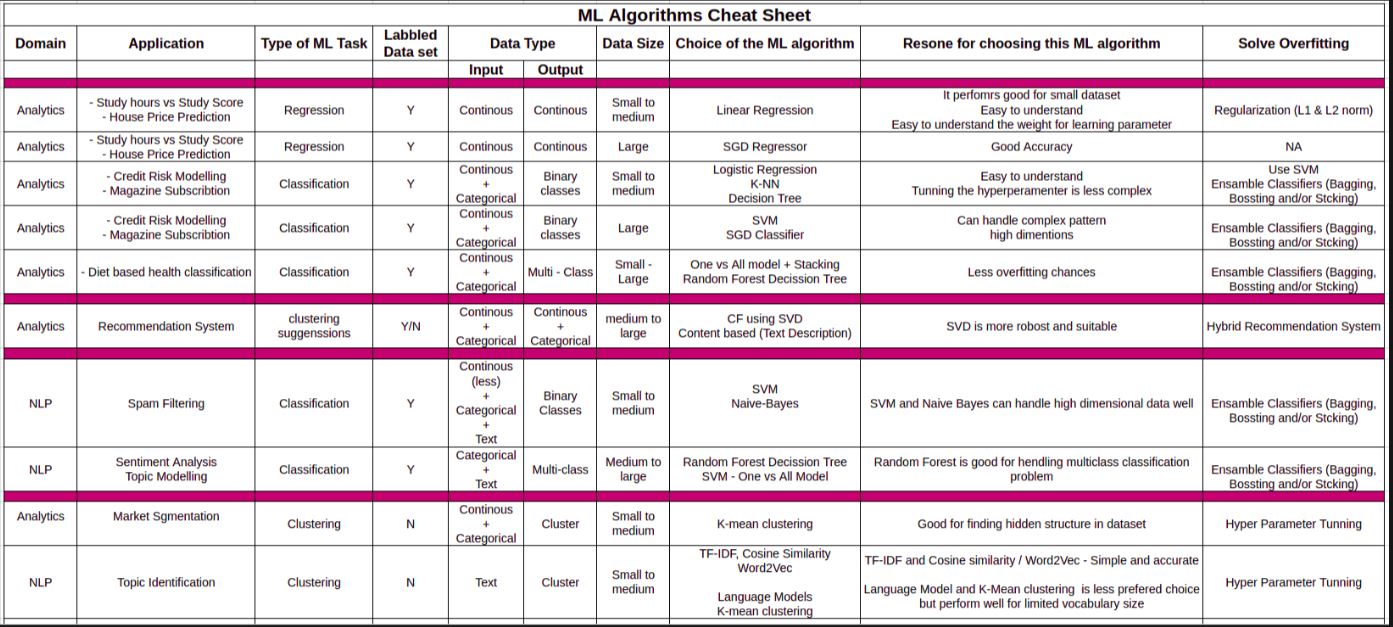 ML Algorithms Cheat Sheet
Domain
Application
Type of ML Task
Labbled
Data set
Data Type
Data Size
Choice of the ML algorithm
Resone for choosing this ML algorithm
Solve Overfitting
Input
Output
Analytics
- Study hours vs Study Score
- House Price Prediction
Regression
Y
Continous
Continous
Small to
medium
Linear Regression
It perfomrs good for small dataset
Easy to understand
Easy to understand the weight for learning parameter
Regularization (L1 & L2 norm)
Analytics
- Study hours vs Study Score
- House Price Prediction
Regression
Y
Continous
Continous
Large
SGD Regressor
Good Accuracy
NA
Analytics
- Credit Risk Modelling
- Magazine Subscribtion
Classification
Y
Continous
+
Categorical
Binary
classes
Small to
medium
Logistic Regression
K-NN
Decision Tree
Easy to understand
Tunning the hyperperamenter is less complex
Use SVM
Ensamble Classifiers (Bagging,
Bossting and/or Stcking)
Analytics
- Credit Risk Modelling
- Magazine Subscribtion
Classification
Y
Continous
+
Categorical
Binary
classes
Large
SVM
SGD Classifier
Can handle complex pattern
high dimentions
Ensamble Classifiers (Bagging,
Bossting and/or Stcking)
Analytics
- Diet based health classification
Classification
Y
Continous
+
Categorical
Multi - Class
Small -
Large
One vs All model + Stacking
Random Forest Decission Tree
Less overfitting chances
Ensamble Classifiers (Bagging,
Bossting and/or Stcking)
Analytics
Recommendation System
clustering
suggenssions
Y/N
Continous
+
Categorical
Continous
+
Categorical
medium to
large
CF using SVD
Content based (Text Description)
SVD is more robost and suitable
Hybrid Recommendation System
NLP
Spam Filtering
Classification
Y
Continous
(less)
+
Categorical
+
Text
Binary
Classes
Small to
medium
SVM
Naive-Bayes
SVM and Naive Bayes can handle high dimensional data well
Ensamble Classifiers (Bagging,
Bossting and/or Stcking)
NLP
Sentiment Analysis
Topic Modelling
Classification
Y
Categorical
+
Text
Multi-class
Medium to
large
Random Forest Decission Tree
SVM - One vs All Model
Random Forest is good for hendling multiclass classification
problem
Ensamble Classifiers (Bagging,
Bossting and/or Stcking)
Analytics
Market Sgmentation
Clustering
N
Continous
+
Categorical
Cluster
Small to
medium
K-mean clustering
Good for finding hidden structure in dataset
Hyper Parameter Tunning
NLP
Topic Identification
Clustering
N
Text
Cluster
Small to
medium
TF-IDF, Cosine Similarity
Word2Vec
Language Models
K-mean clustering
TF-IDF and Cosine similarity / Word2Vec - Simple and accurate
Language Model and K-Mean clustering is less prefered choice
but perform well for limited vocabulary size
Hyper Parameter Tunning